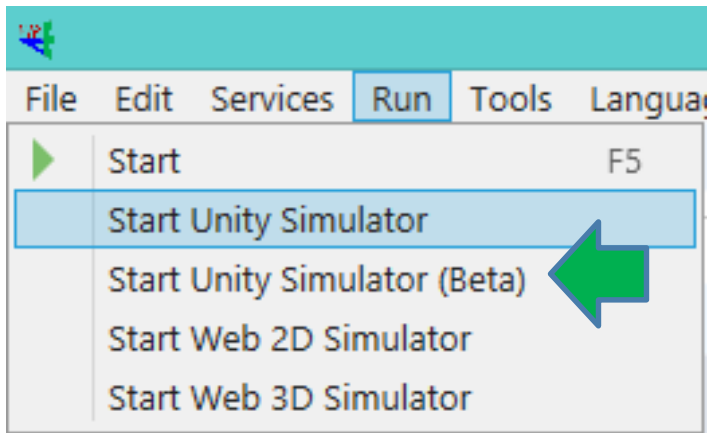 File Edit Services Run Tools Langua
Start F5
Start Unity Simulator
Start Unity Simulator (Beta)
Start Web 2D Simulator
Start Web 3D Simulator